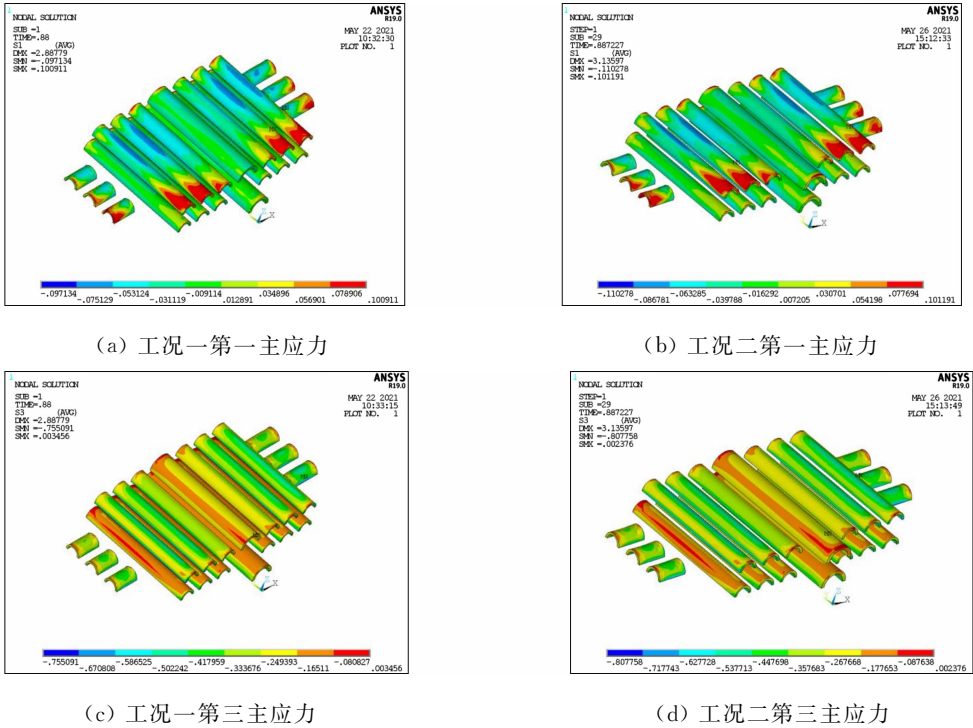 1
NODAL SOLUTION
SUB =1
TIME=.88
S1 (AVG)
DMX =2.88779
SMN =-.097134
SMX =.100911
ANSYS
R19.0
MAY 22 2021
10:32:30
PLOT NO. 1
MN
MX
Z
X
-.097134 -.053124 -.009114 .034896 .078906
-.075129 -.031119 .012891 .056901 .100911
(a) 工况一第一主应力
1
NODAL SOLUTION
STEP=1
SUB =29
TIME=.887227
S1 (AVG)
DMX =3.13597
SMN =-.110278
SMX =.101191
ANSYS
R19.0
MAY 26 2021
15:12:33
PLOT NO. 1
MN
Z
X
-.110278 -.063285 -.016292 .030701 .077694
-.086781 -.039788 .007205 .054198 .101191
(b) 工况二第一主应力
1
NODAL SOLUTION
SUB =1
TIME=.88
S3 (AVG)
DMX =2.88779
SMN =-.755091
SMX =.003456
ANSYS
R19.0
MAY 22 2021
10:33:15
PLOT NO. 1
Z
X
-.755091 -.586525 -.417959 -.249393 -.080827
-.670808 -.502242 -.333676 -.16511 .003456
(c) 工况一第三主应力
1
NODAL SOLUTION
STEP=1
SUB =29
TIME=.887227
S3 (AVG)
DMX =3.13597
SMN =-.807758
SMX =.002376
ANSYS
R19.0
MAY 26 2021
15:13:49
PLOT NO. 1
Z
X
-.807758 -.627728 -.447698 -.267668 -.087638
-.717743 -.537713 -.357683 -.177653 .002376
(d) 工况二第三主应力